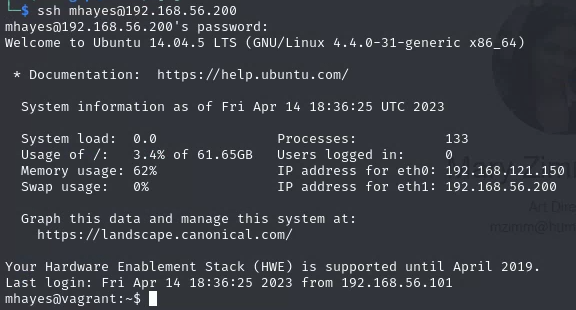 └─$ ssh mhayes@192.168.56.200
mhayes@192.168.56.200's password:
Welcome to Ubuntu 14.04.5 LTS (GNU/Linux 4.4.0-31-generic x86_64)
* Documentation:  https://help.ubuntu.com/
System information as of Fri Apr 14 18:36:25 UTC 2023
System load:  0.0                Processes:           133
Usage of /:   3.4% of 61.65GB   Users logged in:     0
Memory usage: 62%               IP address for eth0: 192.168.121.150
Swap usage:   0%                IP address for eth1: 192.168.56.200
Graph this data and manage this system at:
https://landscape.canonical.com/
Your Hardware Enablement Stack (HWE) is supported until April 2019.
Last login: Fri Apr 14 18:36:25 2023 from 192.168.56.101
mhayes@vagrant:~$